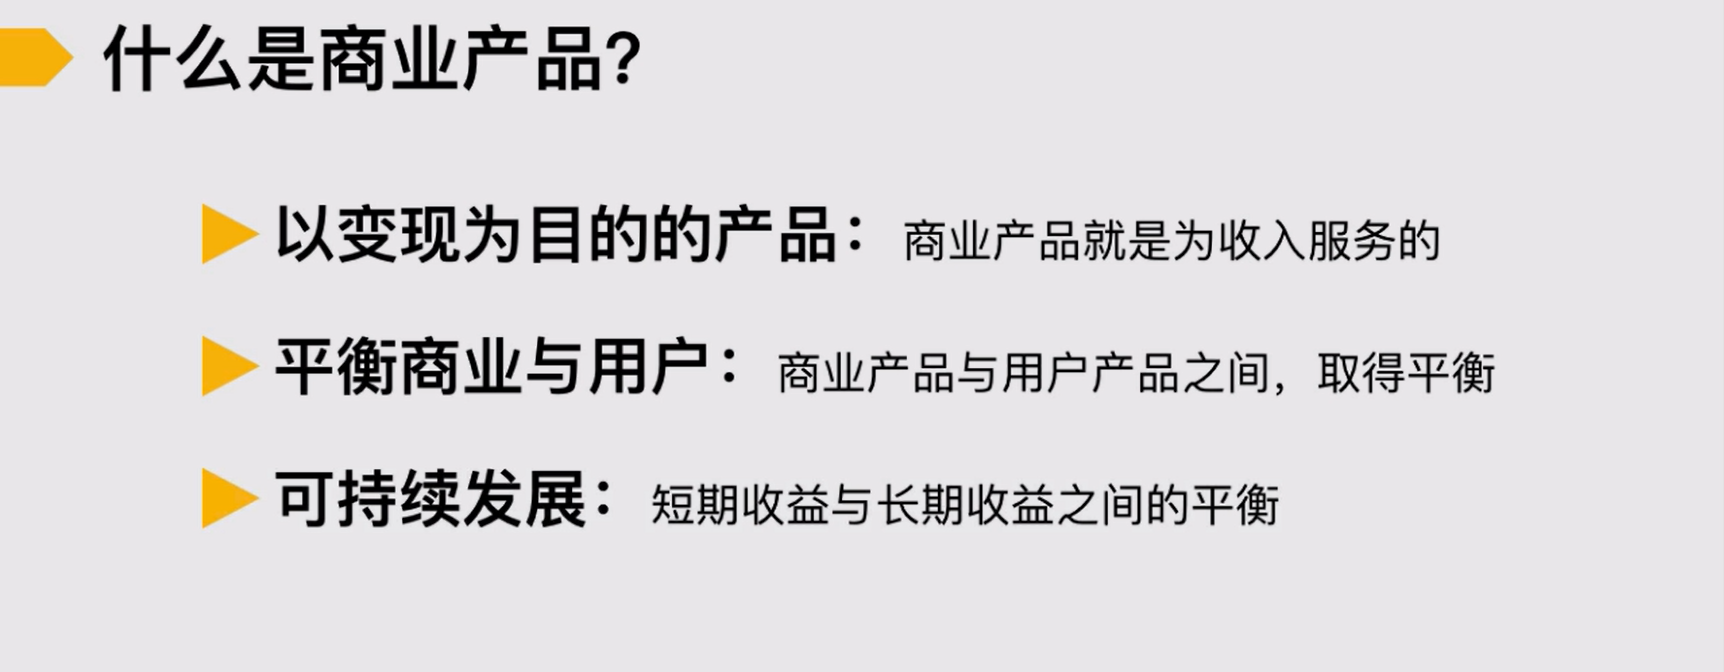 什么是商业产品?
以变现为目的的产品：商业产品就是为收入服务的
平衡商业与用户：商业产品与用户产品之间，取得平衡
可持续发展：短期收益与长期收益之间的平衡